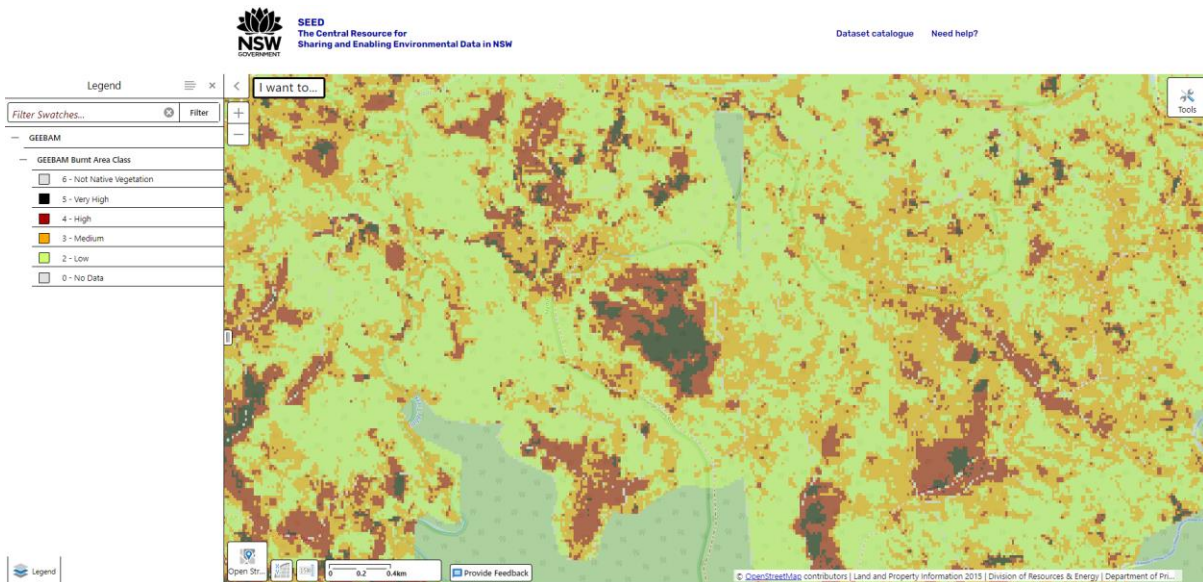 NSW
GOVERNMENT
SEED
The Central Resource for
Sharing and Enabling Environmental Data in NSW
Dataset catalogue Need help?
Legend
Filter Swatches... Filter
GEEBAM
GEEBAM Burnt Area Class
6 - Not Native Vegetation
5 - Very High
4 - High
3 - Medium
2 - Low
0 - No Data
I want to...
Tools
Legend
Open Str...
0 0.2 0.4km
Provide Feedback
© OpenStreetMap contributors | Land and Property Information 2015 | Division of Resources & Energy | Department of Pri...